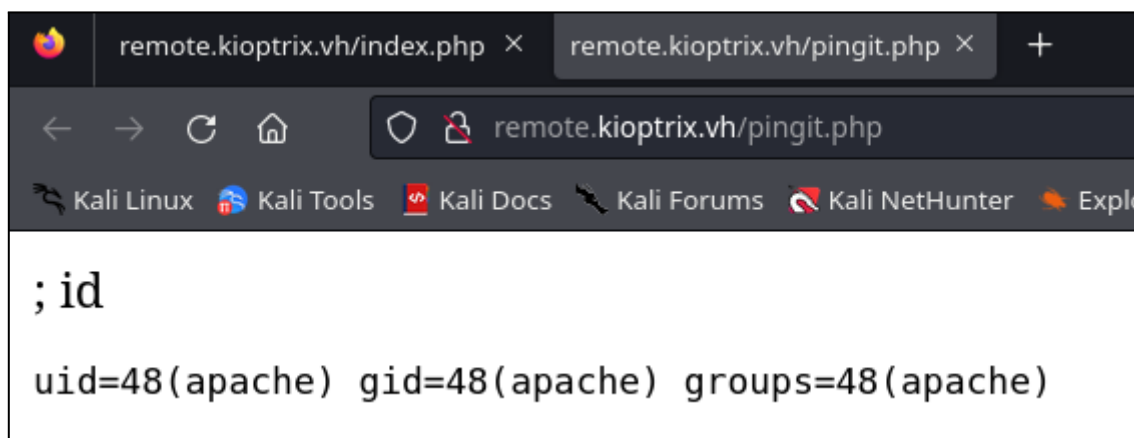 remote.kioptrix.vh/index.php × remote.kioptrix.vh/pingit.php × +
remote.kioptrix.vh/pingit.php
Kali Linux Kali Tools Kali Docs Kali Forums Kali NetHunter Explo
; id
uid=48(apache) gid=48(apache) groups=48(apache)